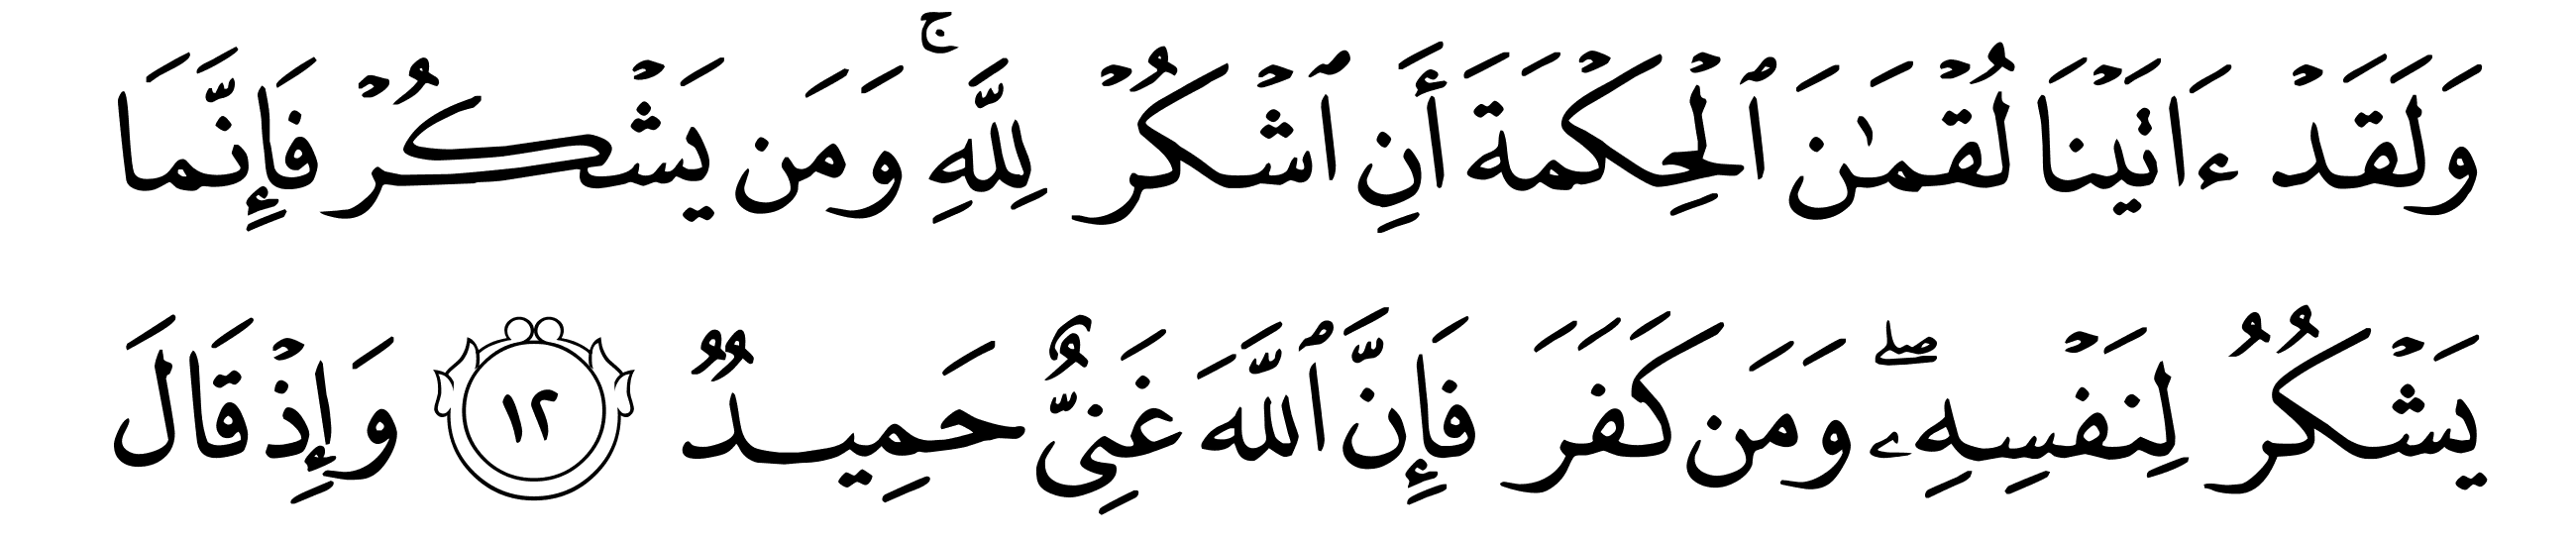 وَلَقَدۡ ءَاتَيۡنَا لُقۡمَٰنَ ٱلۡحِكۡمَةَ أَنِ ٱشۡكُرۡ لِلَّهِۚ وَمَن يَشۡكُرۡ فَإِنَّمَا
يَشۡكُرُ لِنَفۡسِهِۦۖ وَمَن كَفَرَ فَإِنَّ ٱللَّهَ غَنِيٌّ حَمِيدٞ ١٢ وَإِذۡ قَالَ